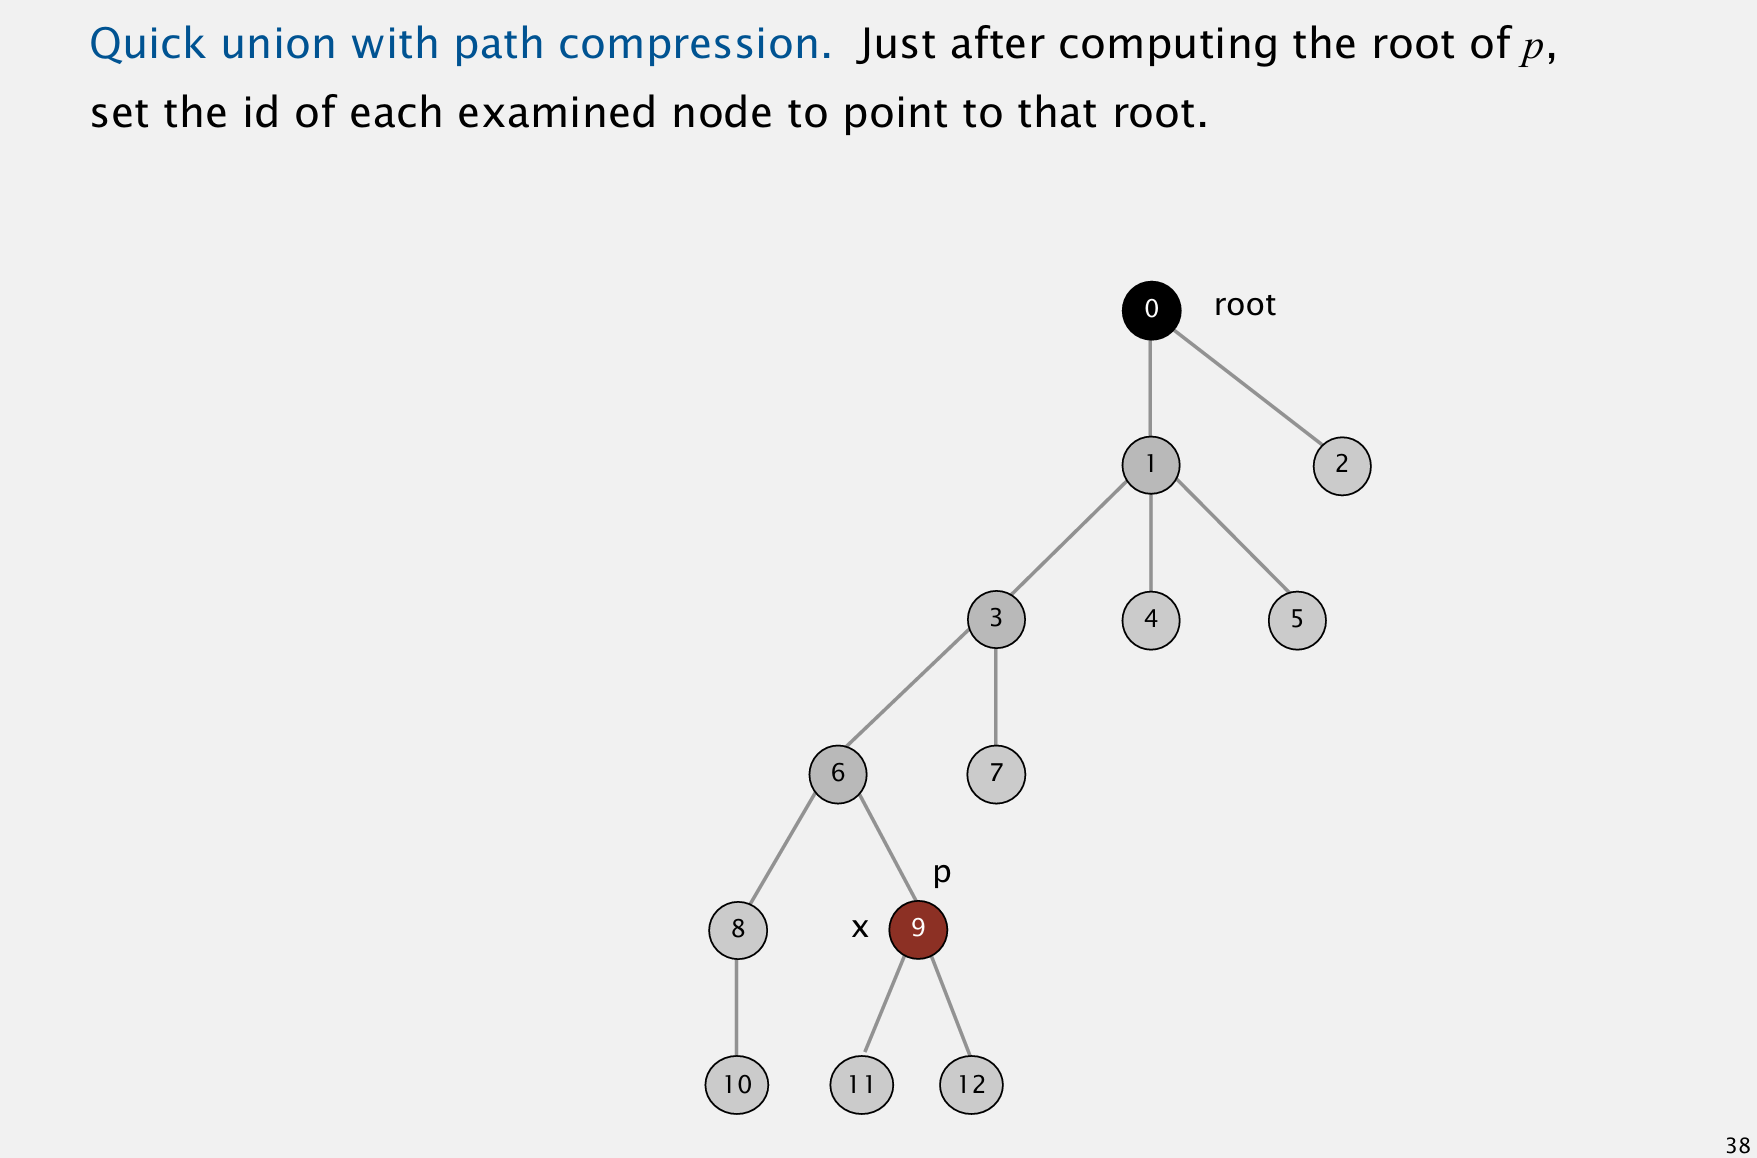 Quick union with path compression. Just after computing the root of p,
set the id of each examined node to point to that root.
0 root
1 2
3 4 5
6 7
p
8 x 9
10 11 12
38